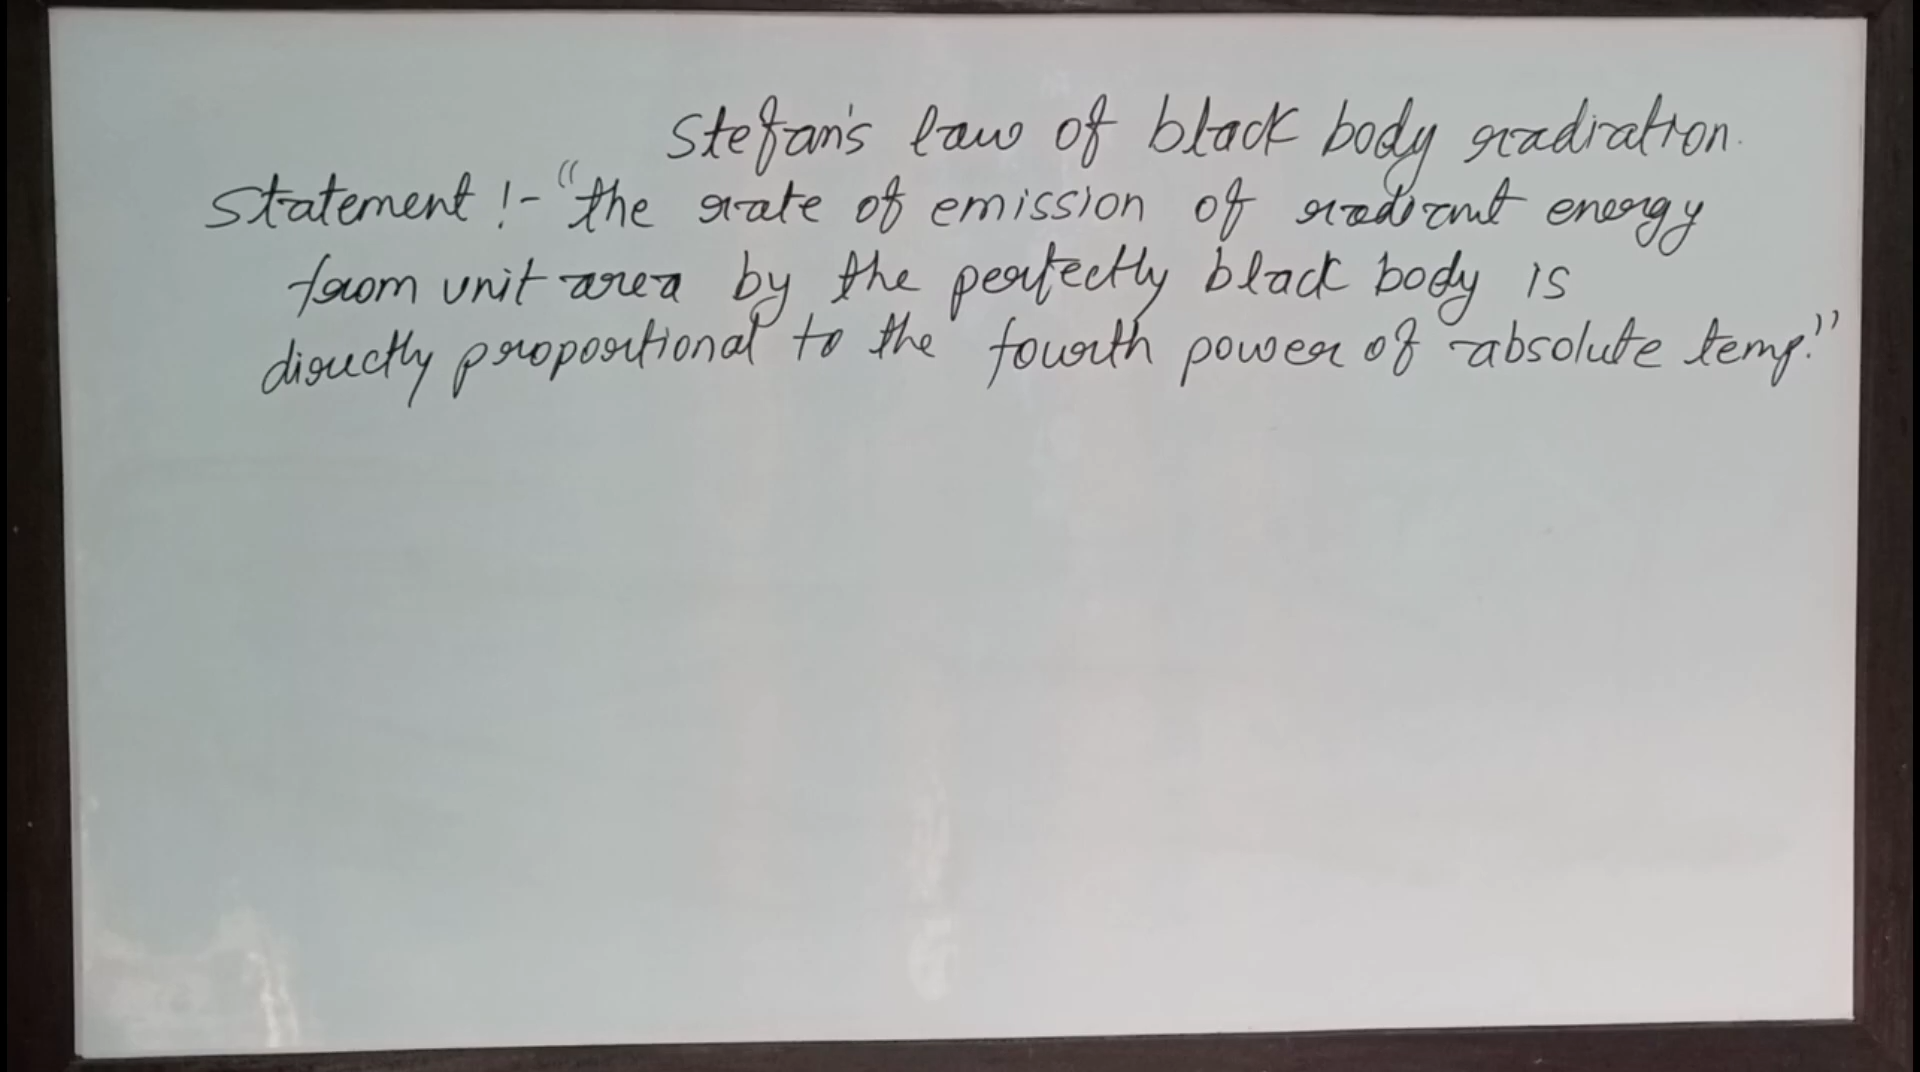 Stefan's law of black body radiation.
Statement :- "the rate of emission of radiant energy
from unit area by the perfectly black body is
directly proportional to the fourth power of absolute temp."